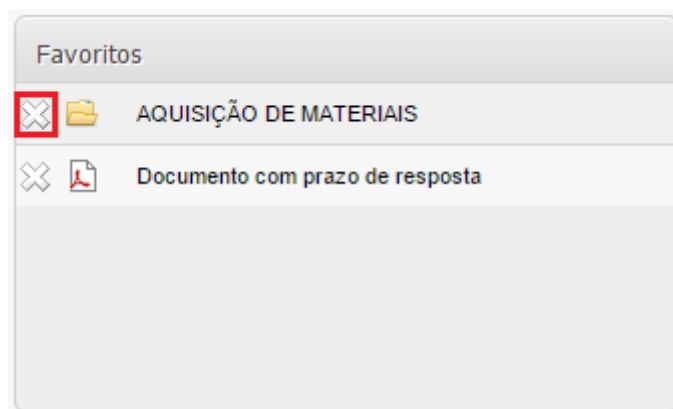 Favoritos
AQUISIÇÃO DE MATERIAIS
Documento com prazo de resposta